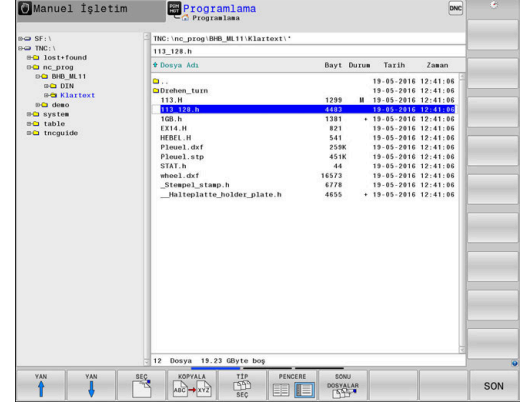 Manuel İşletim
Programlama
Programlama
DNC
SF:\
TNC:\
lost+found
nc_prog
BHB_ML11
DIN
Klartext
demo
system
table
tncguide
TNC:\nc_prog\BHB_ML11\Klartext\*
113_128.h
Dosya Adı Bayt Durum Tarih Zaman
.. 19-05-2016 12:41:06
Drehen_turn 19-05-2016 12:41:06
113.H 1299 M 19-05-2016 12:41:06
113_128.h 4403 19-05-2016 12:41:06
1GB.h 1381 + 19-05-2016 12:41:06
EX14.H 821 19-05-2016 12:41:06
HEBEL.H 541 19-05-2016 12:41:06
Pleuel.dxf 259K 19-05-2016 12:41:06
Pleuel.stp 451K 19-05-2016 12:41:06
STAT.h 44 19-05-2016 12:41:06
wheel.dxf 16573 19-05-2016 12:41:06
_Stempel_stamp.h 6778 19-05-2016 12:41:06
__Halteplatte_holder_plate.h 4655 + 19-05-2016 12:41:06
12 Dosya 19.23 GByte boş
YAN
YAN
SEÇ
KOPYALA
ABC XYZ
TİP
SEÇ
PENCERE
SONU
DOSYALAR
SON